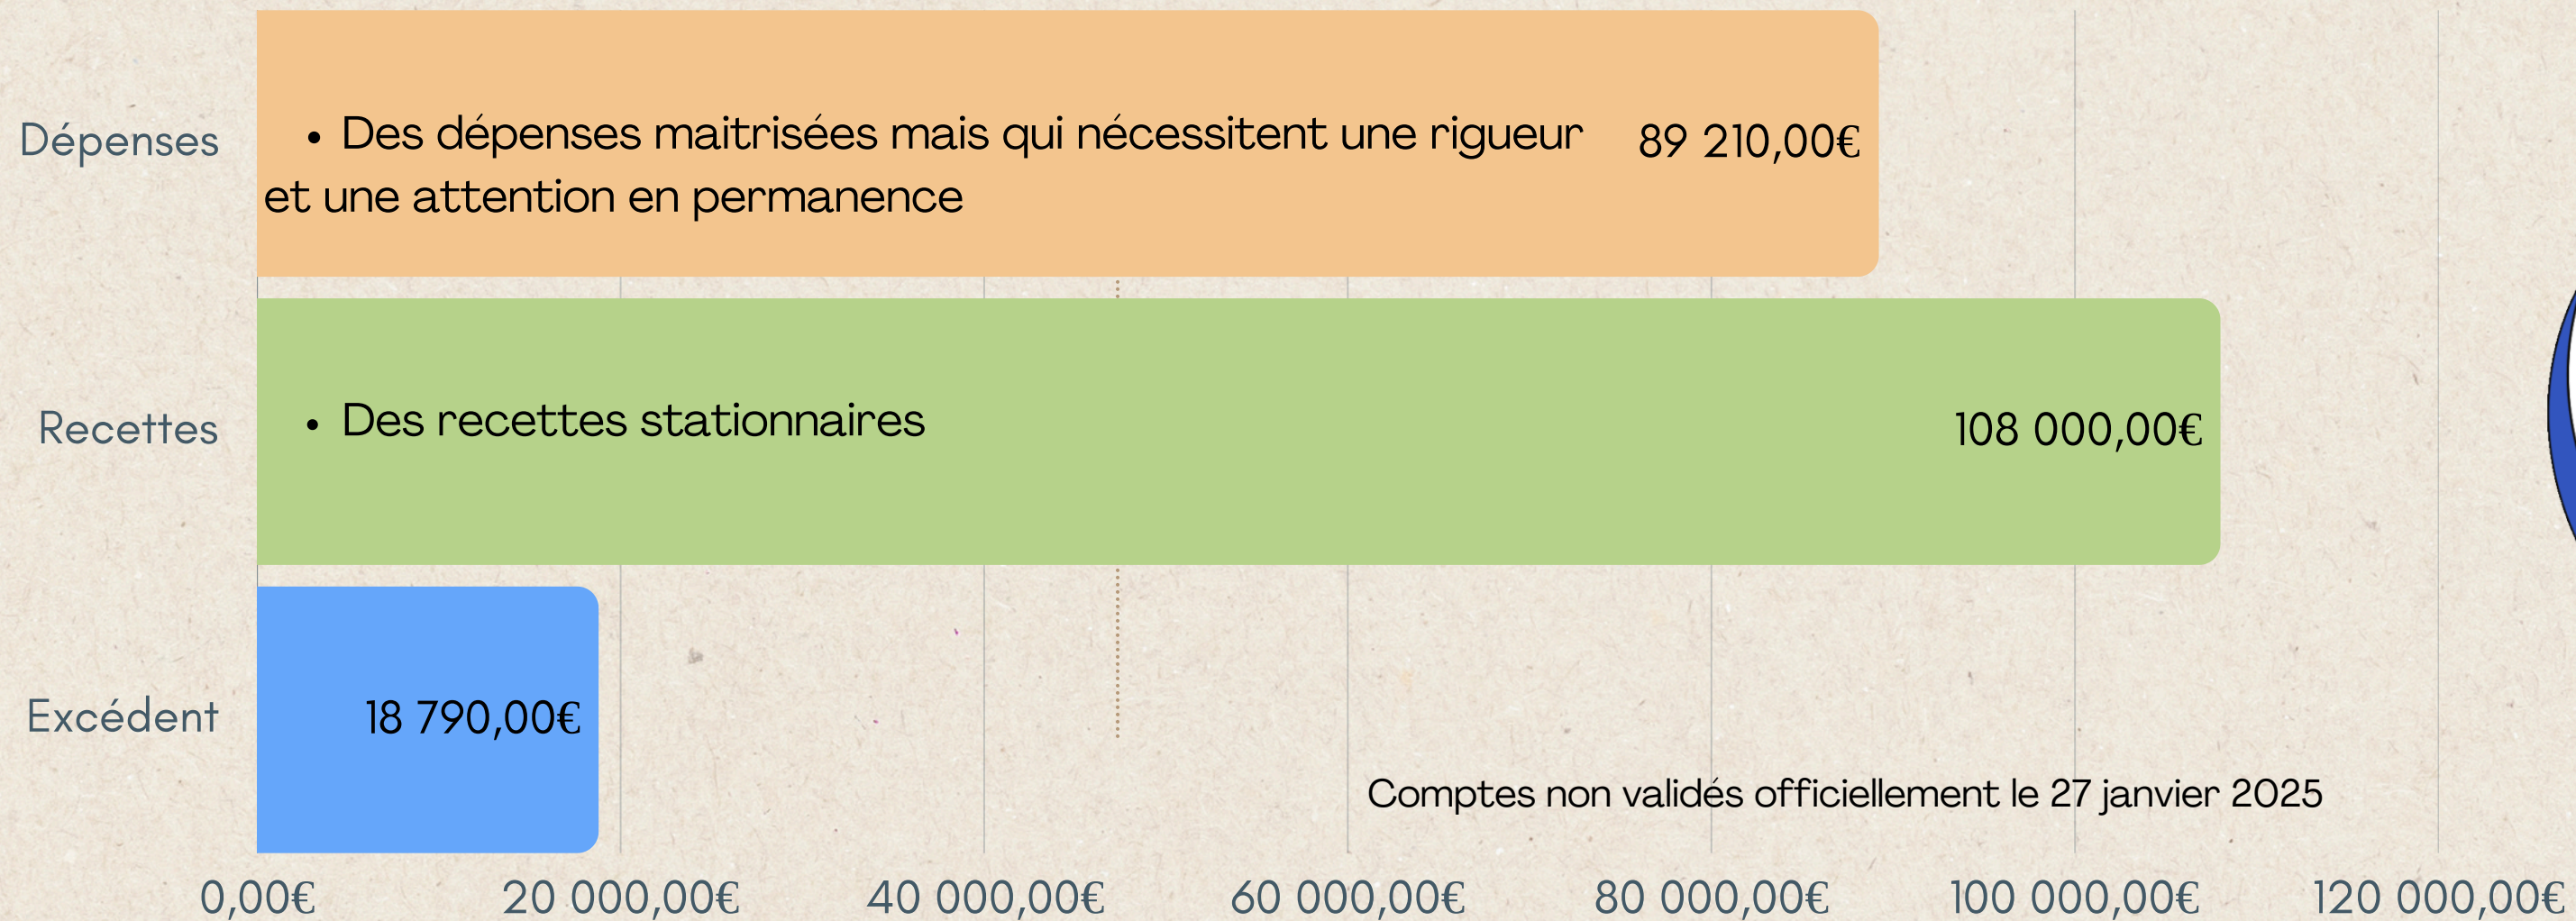 Dépenses
• Des dépenses maitrisées mais qui nécessitent une rigueur
et une attention en permanence
89 210,00€
Recettes
• Des recettes stationnaires
108 000,00€
Excédent
18 790,00€
Comptes non validés officiellement le 27 janvier 2025
0,00€ 20 000,00€ 40 000,00€ 60 000,00€ 80 000,00€ 100 000,00€ 120 000,00€